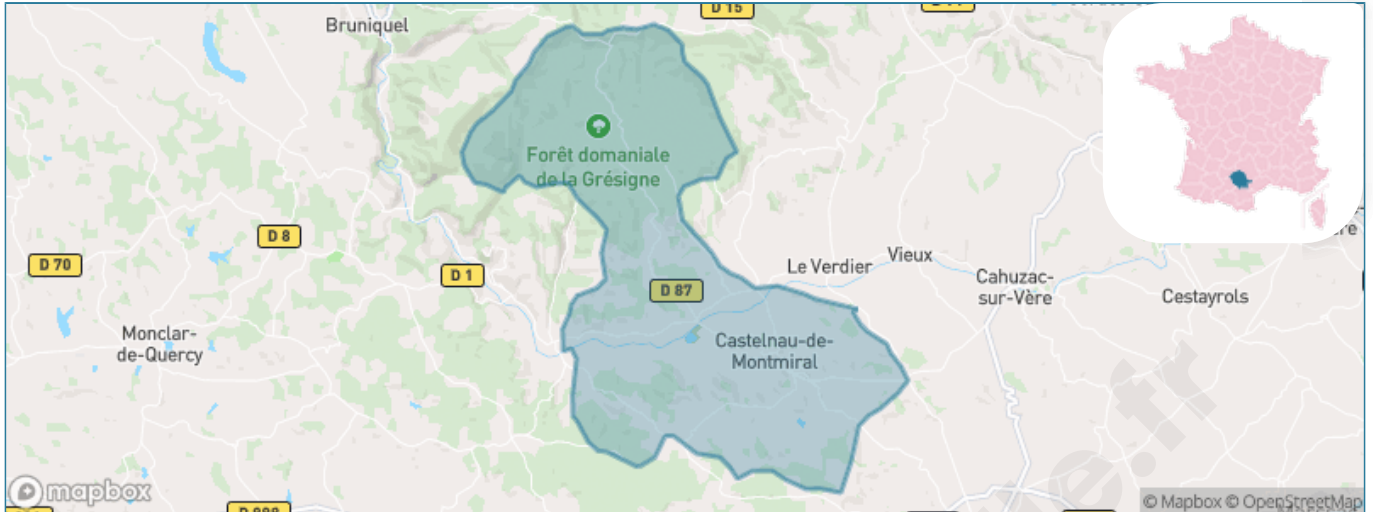 D 15
Bruniquel
Forêt domaniale
de la Grésigne
D 8
D 70
D 1
Le Verdier
Vieux
D 87
Cahuzac-
sur-Vère
Cestayrols
Monclar-
de-Quercy
Castelnau-de-
Montmiral
e.fr
mapbox
© Mapbox © OpenStreetMap